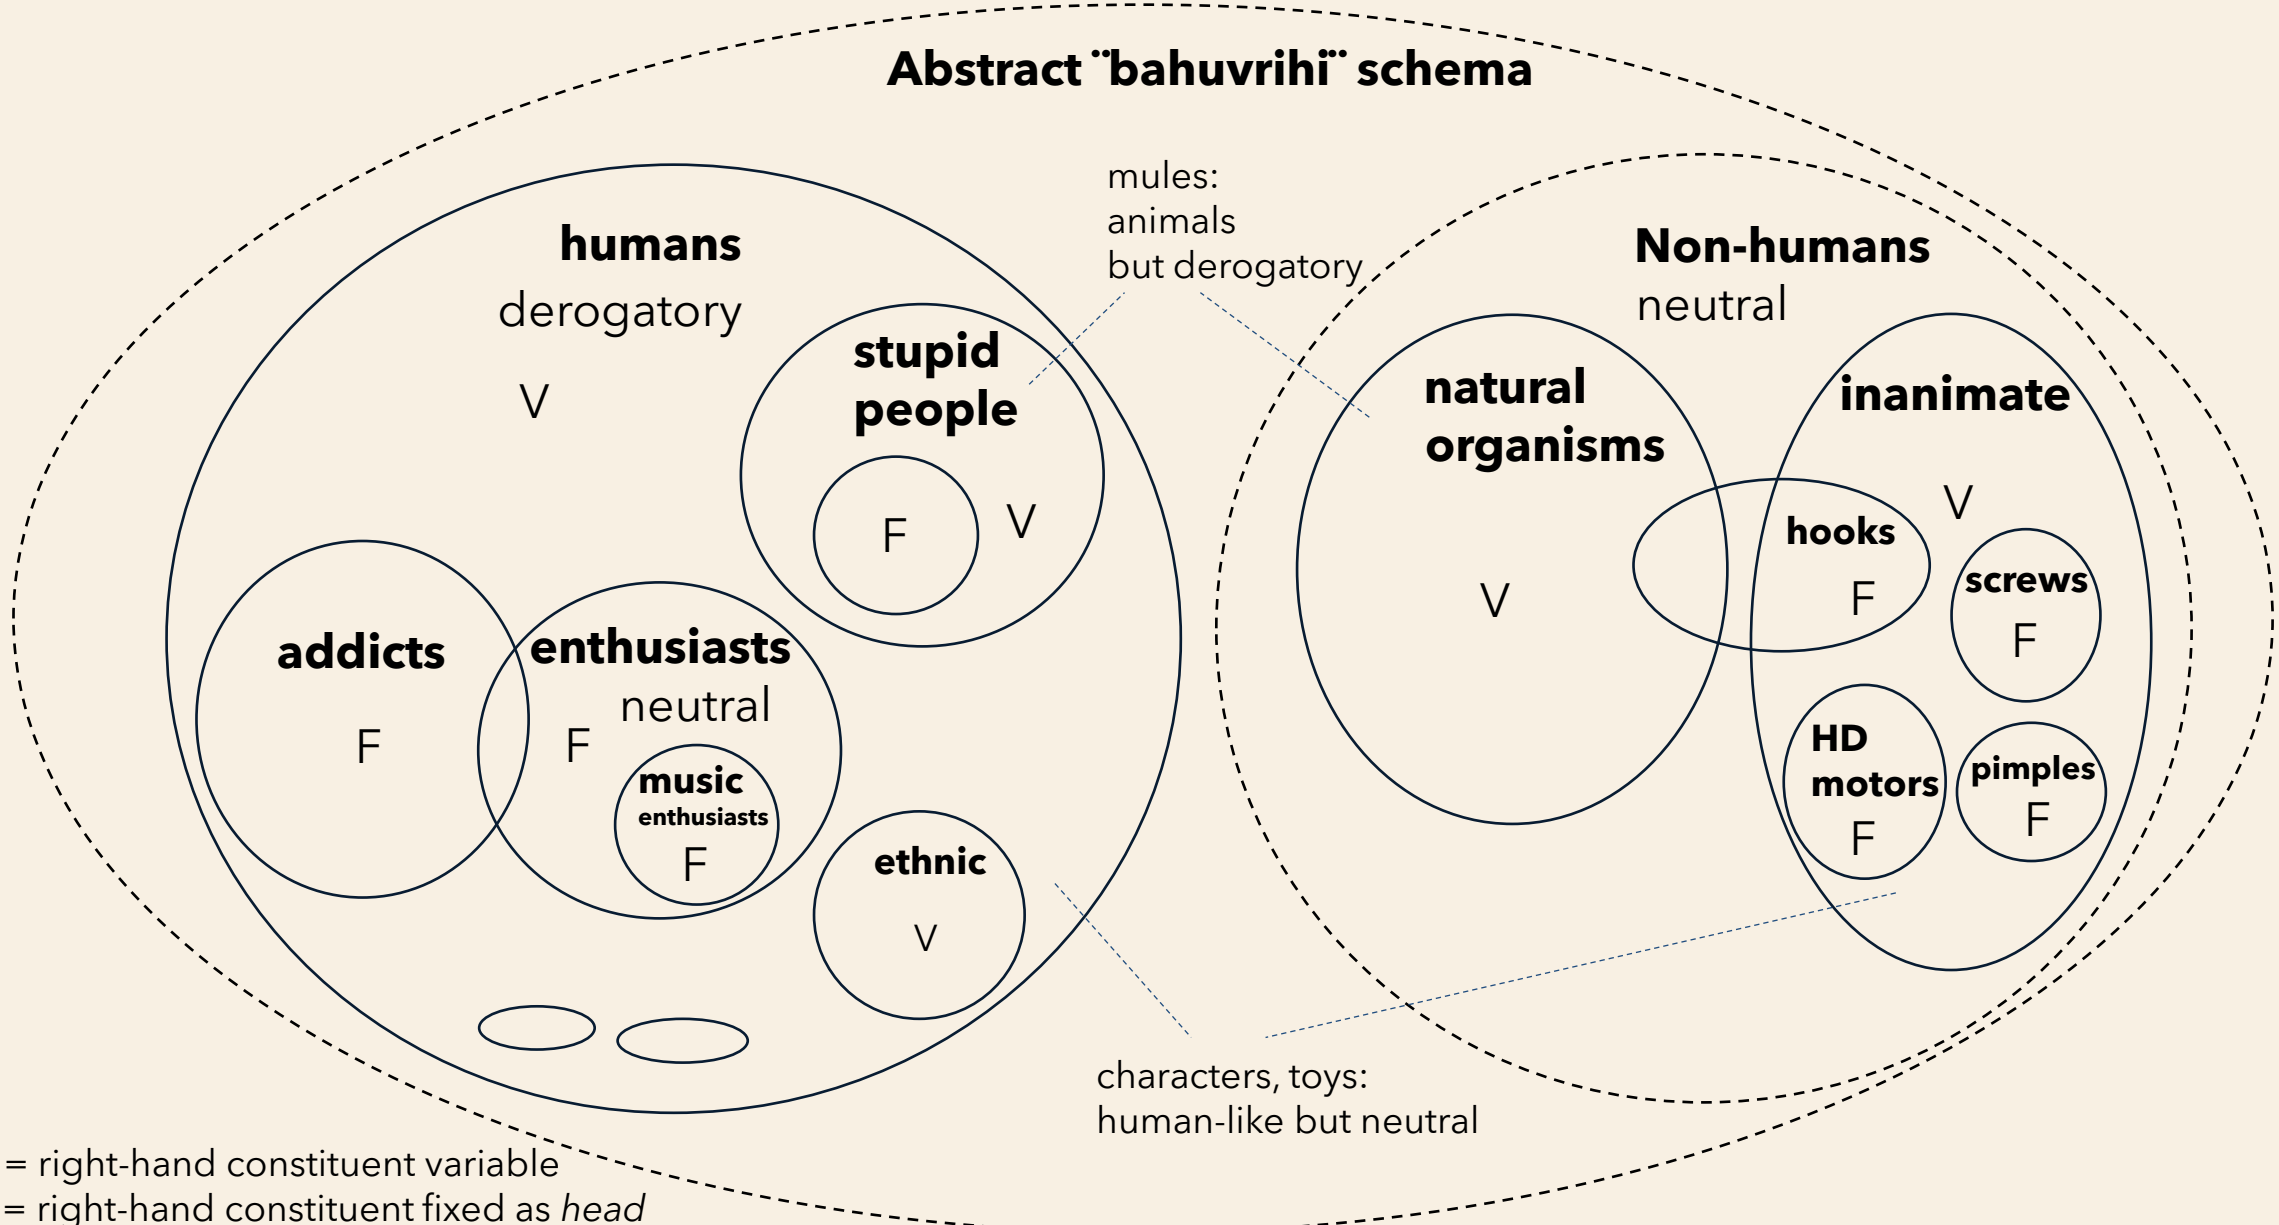 Abstract ¨bahuvrihi¨ schema
mules:
animals
but derogatory
humans
derogatory
V
stupid
people
F
V
addicts
F
enthusiasts
neutral
F
music
enthusiasts
F
ethnic
V
Non-humans
neutral
natural
organisms
V
inanimate
V
hooks
F
screws
F
HD
motors
F
pimples
F
characters, toys:
human-like but neutral
= right-hand constituent variable
= right-hand constituent fixed as head